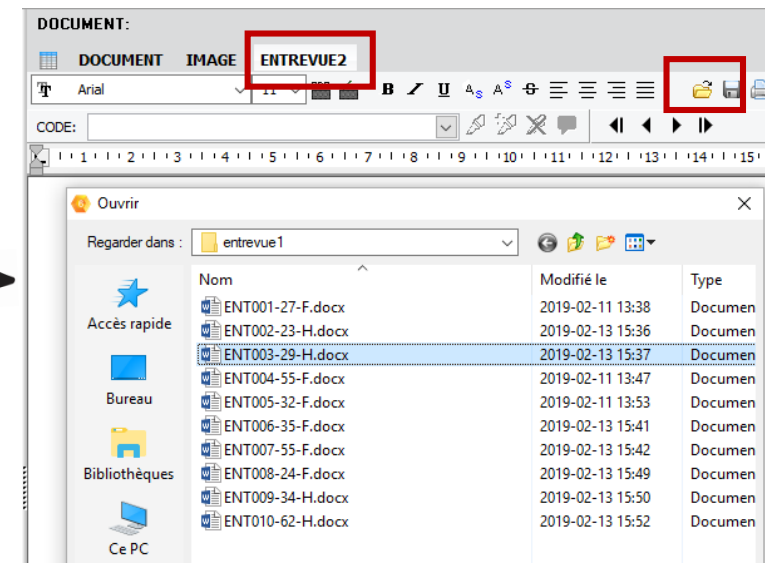 DOCUMENT:
DOCUMENT IMAGE ENTREVUE2
Arial 11 B I U A S A S S
CODE:
1 2 3 4 5 6 7 8 9 10 11 12 13 14 15
Ouvrir
Regarder dans : entrevue1
Nom Modifié le Type
ENT001-27-F.docx 2019-02-11 13:38 Documen
ENT002-23-H.docx 2019-02-13 15:36 Documen
ENT003-29-H.docx 2019-02-13 15:37 Documen
ENT004-55-F.docx 2019-02-11 13:47 Documen
ENT005-32-F.docx 2019-02-11 13:53 Documen
ENT006-35-F.docx 2019-02-13 15:41 Documen
ENT007-55-F.docx 2019-02-13 15:42 Documen
ENT008-24-F.docx 2019-02-13 15:49 Documen
ENT009-34-H.docx 2019-02-13 15:50 Documen
ENT010-62-H.docx 2019-02-13 15:52 Documen
Accès rapide
Bureau
Bibliothèques
Ce PC